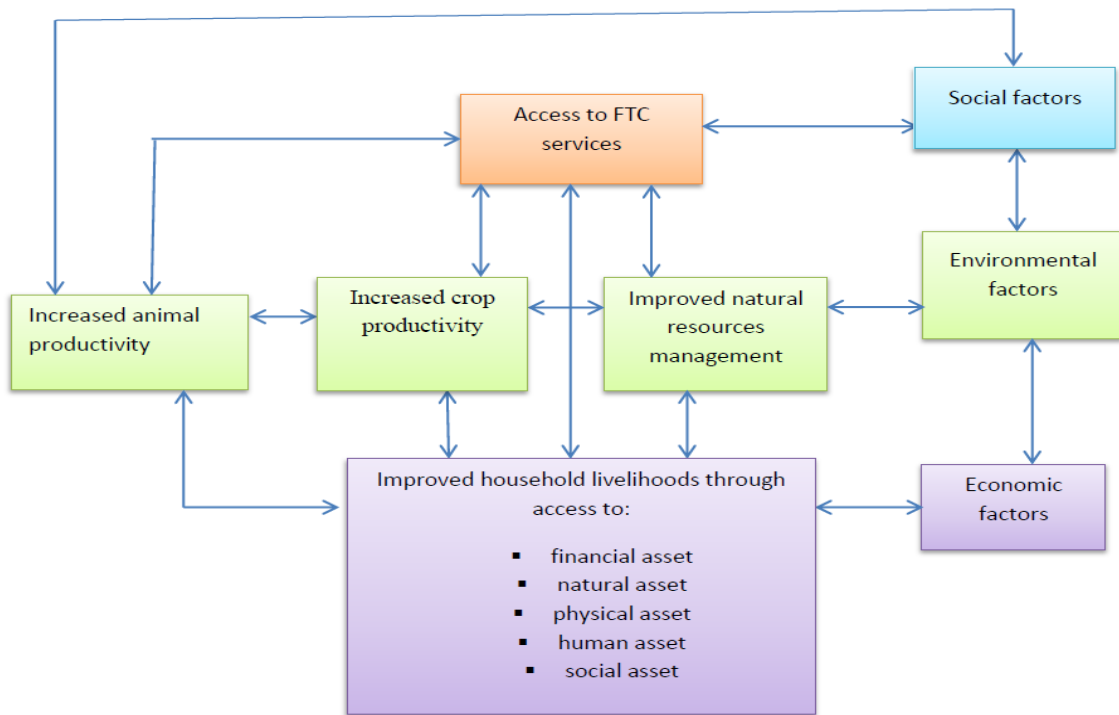 Social factors
Access to FTC
services
Environmental
factors
Increased animal
productivity
Increased crop
productivity
Improved natural
resources
management
Improved household livelihoods through
access to:
▪ financial asset
▪ natural asset
▪ physical asset
▪ human asset
▪ social asset
Economic
factors